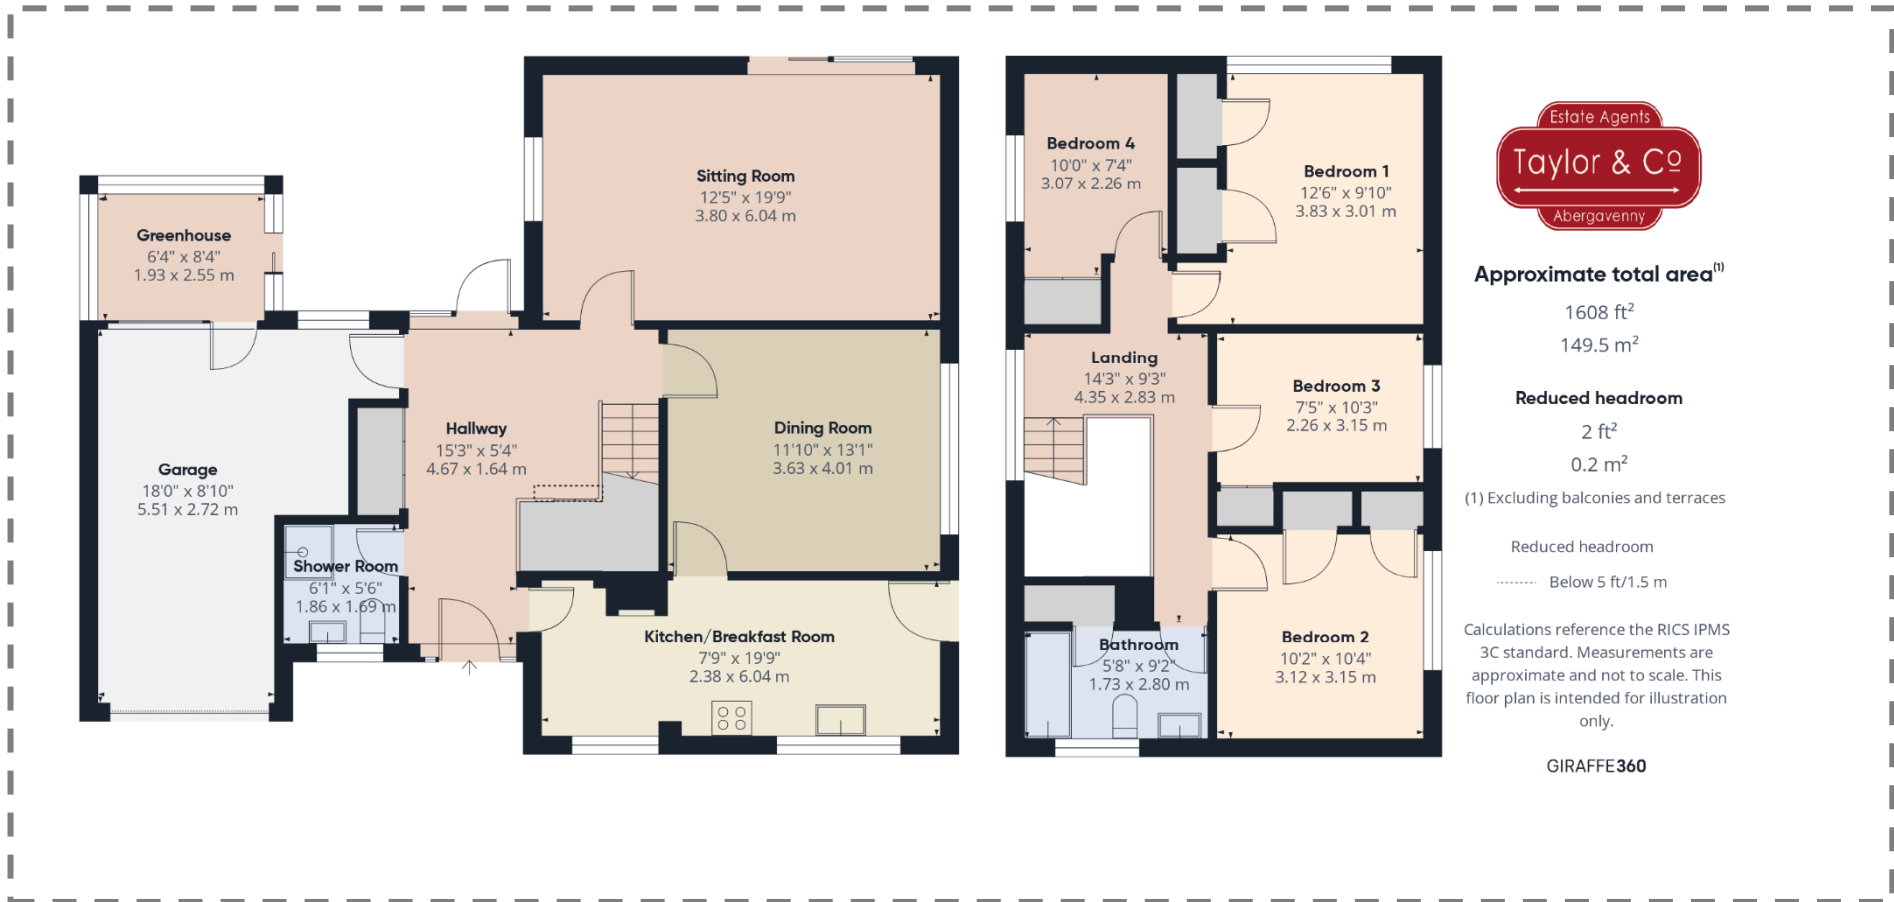 Greenhouse
6'4" x 8'4"
1.93 x 2.55 m
Sitting Room
12'5" x 19'9"
3.80 x 6.04 m
Garage
18'0" x 8'10"
5.51 x 2.72 m
Hallway
15'3" x 5'4"
4.67 x 1.64 m
Dining Room
11'10" x 13'1"
3.63 x 4.01 m
Shower Room
6'1" x 5'6"
1.86 x 1.69 m
Kitchen/Breakfast Room
7'9" x 19'9"
2.38 x 6.04 m
Bedroom 4
10'0" x 7'4"
3.07 x 2.26 m
Bedroom 1
12'6" x 9'10"
3.83 x 3.01 m
Landing
14'3" x 9'3"
4.35 x 2.83 m
Bedroom 3
7'5" x 10'3"
2.26 x 3.15 m
Bathroom
5'8" x 9'2"
1.73 x 2.80 m
Bedroom 2
10'2" x 10'4"
3.12 x 3.15 m
Estate Agents
Taylor & Cº
Abergavenny
Approximate total area⁽¹⁾
1608 ft²
149.5 m²
Reduced headroom
2 ft²
0.2 m²
(1) Excluding balconies and terraces
Reduced headroom
Below 5 ft/1.5 m
Calculations reference the RICS IPMS
3C standard. Measurements are
approximate and not to scale. This
floor plan is intended for illustration
only.
GIRAFFE360